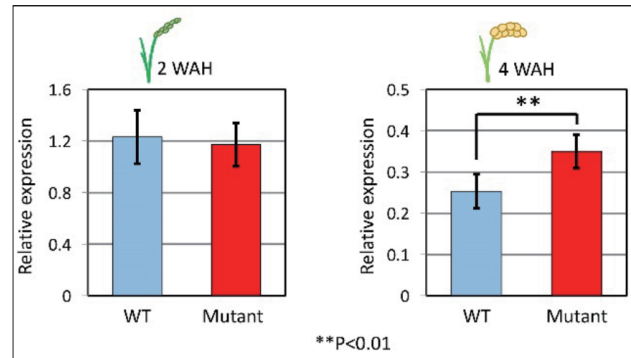 2 WAH
Relative expression
1.6
1.2
0.8
0.4
0
WT Mutant
4 WAH
Relative expression
0.5
0.4
0.3
0.2
0.1
0
**
WT Mutant
**P<0.01